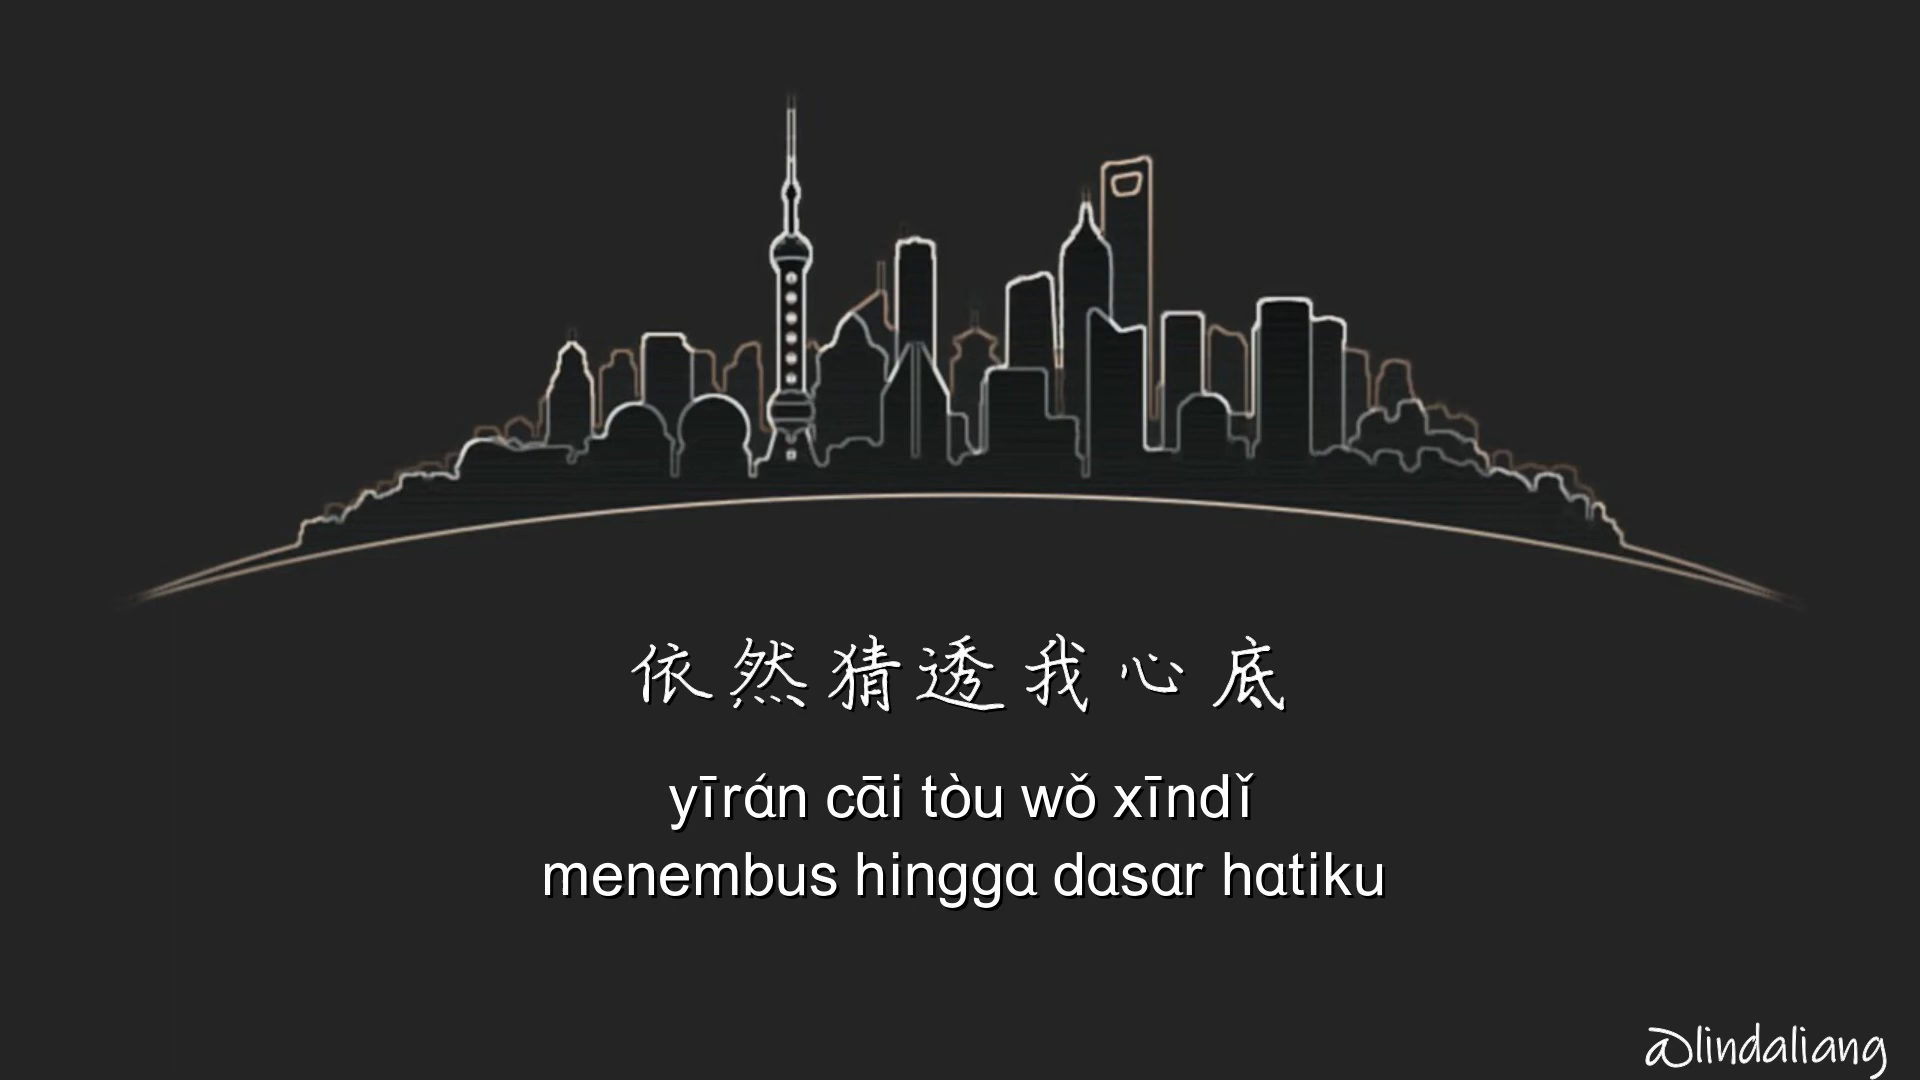 依然猜透我心底
yīrán cāi tòu wǒ xīndǐ
menembus hingga dasar hatiku
@lindaliang